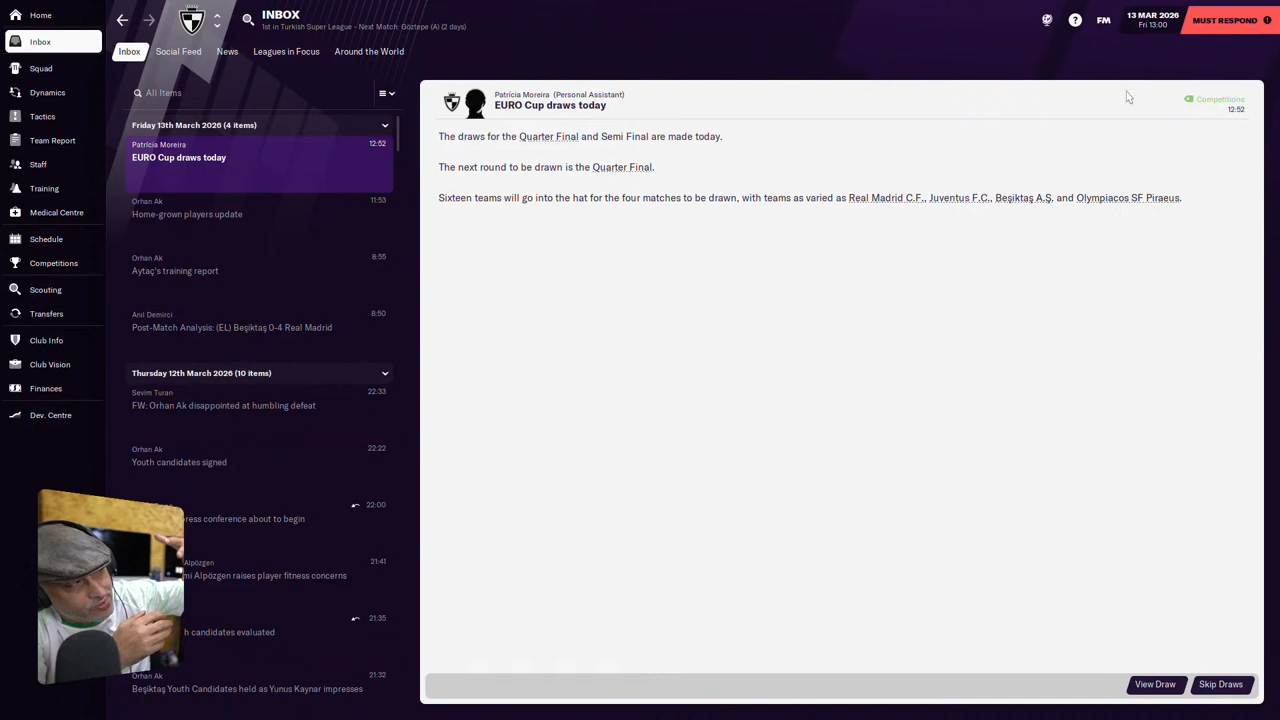 Home
INBOX
1st in Turkish Super League - Next Match: Göztepe (A) (2 days)
FM
13 MAR 2026
Fri 13:00
MUST RESPOND
Inbox
Squad
Dynamics
Tactics
Team Report
Staff
Training
Medical Centre
Schedule
Competitions
Scouting
Transfers
Club Info
Club Vision
Finances
Dev. Centre
Inbox
Social Feed
News
Leagues in Focus
Around the World
All Items
Friday 13th March 2026 (4 items)
Patrícia Moreira
12:52
EURO Cup draws today
Orhan Ak
11:53
Home-grown players update
Orhan Ak
8:55
Aytaç's training report
Anıl Demirci
8:50
Post-Match Analysis: (EL) Beşiktaş 0-4 Real Madrid
Thursday 12th March 2026 (10 items)
Sevim Turan
22:33
FW: Orhan Ak disappointed at humbling defeat
Orhan Ak
22:22
Youth candidates signed
22:00
press conference about to begin
Alpözgen
21:41
Alpözgen raises player fitness concerns
21:35
candidates evaluated
Orhan Ak
21:32
Beşiktaş Youth Candidates held as Yunus Kaynar impresses
Patrícia Moreira (Personal Assistant)
EURO Cup draws today
Competitions
12:52
The draws for the Quarter Final and Semi Final are made today.
The next round to be drawn is the Quarter Final.
Sixteen teams will go into the hat for the four matches to be drawn, with teams as varied as Real Madrid C.F., Juventus F.C., Beşiktaş A.Ş. and Olympiacos SF Piraeus.
View Draw
Skip Draws